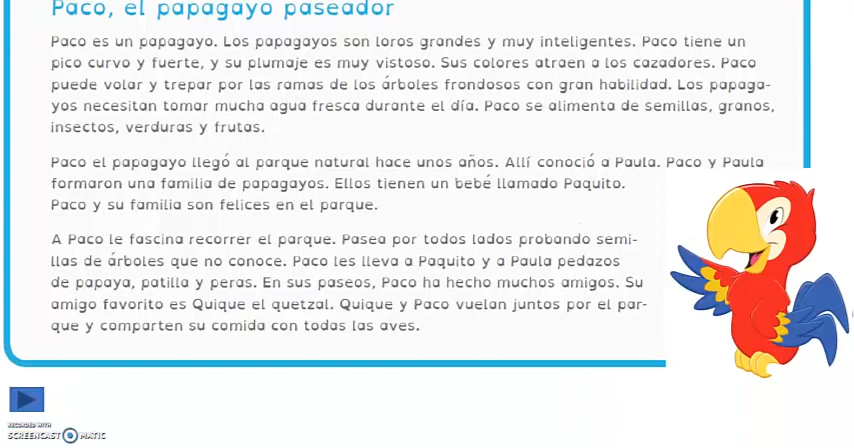 Paco, el papagayo paseador
Paco es un papagayo. Los papagayos son loros grandes y muy inteligentes. Paco tiene un
pico curvo y fuerte, y su plumaje es muy vistoso. Sus colores atraen a los cazadores. Paco
puede volar y trepar por las ramas de los árboles frondosos con gran habilidad. Los papaga-
yos necesitan tomar mucha agua fresca durante el día. Paco se alimenta de semillas, granos,
insectos, verduras y frutas.
Paco el papagayo llegó al parque natural hace unos años. Allí conoció a Paula. Paco y Paula
formaron una familia de papagayos. Ellos tienen un bebé llamado Paquito.
Paco y su familia son felices en el parque.
A Paco le fascina recorrer el parque. Pasea por todos lados probando semi-
llas de árboles que no conoce. Paco les lleva a Paquito y a Paula pedazos
de papaya, patilla y peras. En sus paseos, Paco ha hecho muchos amigos. Su
amigo favorito es Quique el quetzal. Quique y Paco vuelan juntos por el par-
que y comparten su comida con todas las aves.
RECORDED WITH
SCREENCAST MATIC